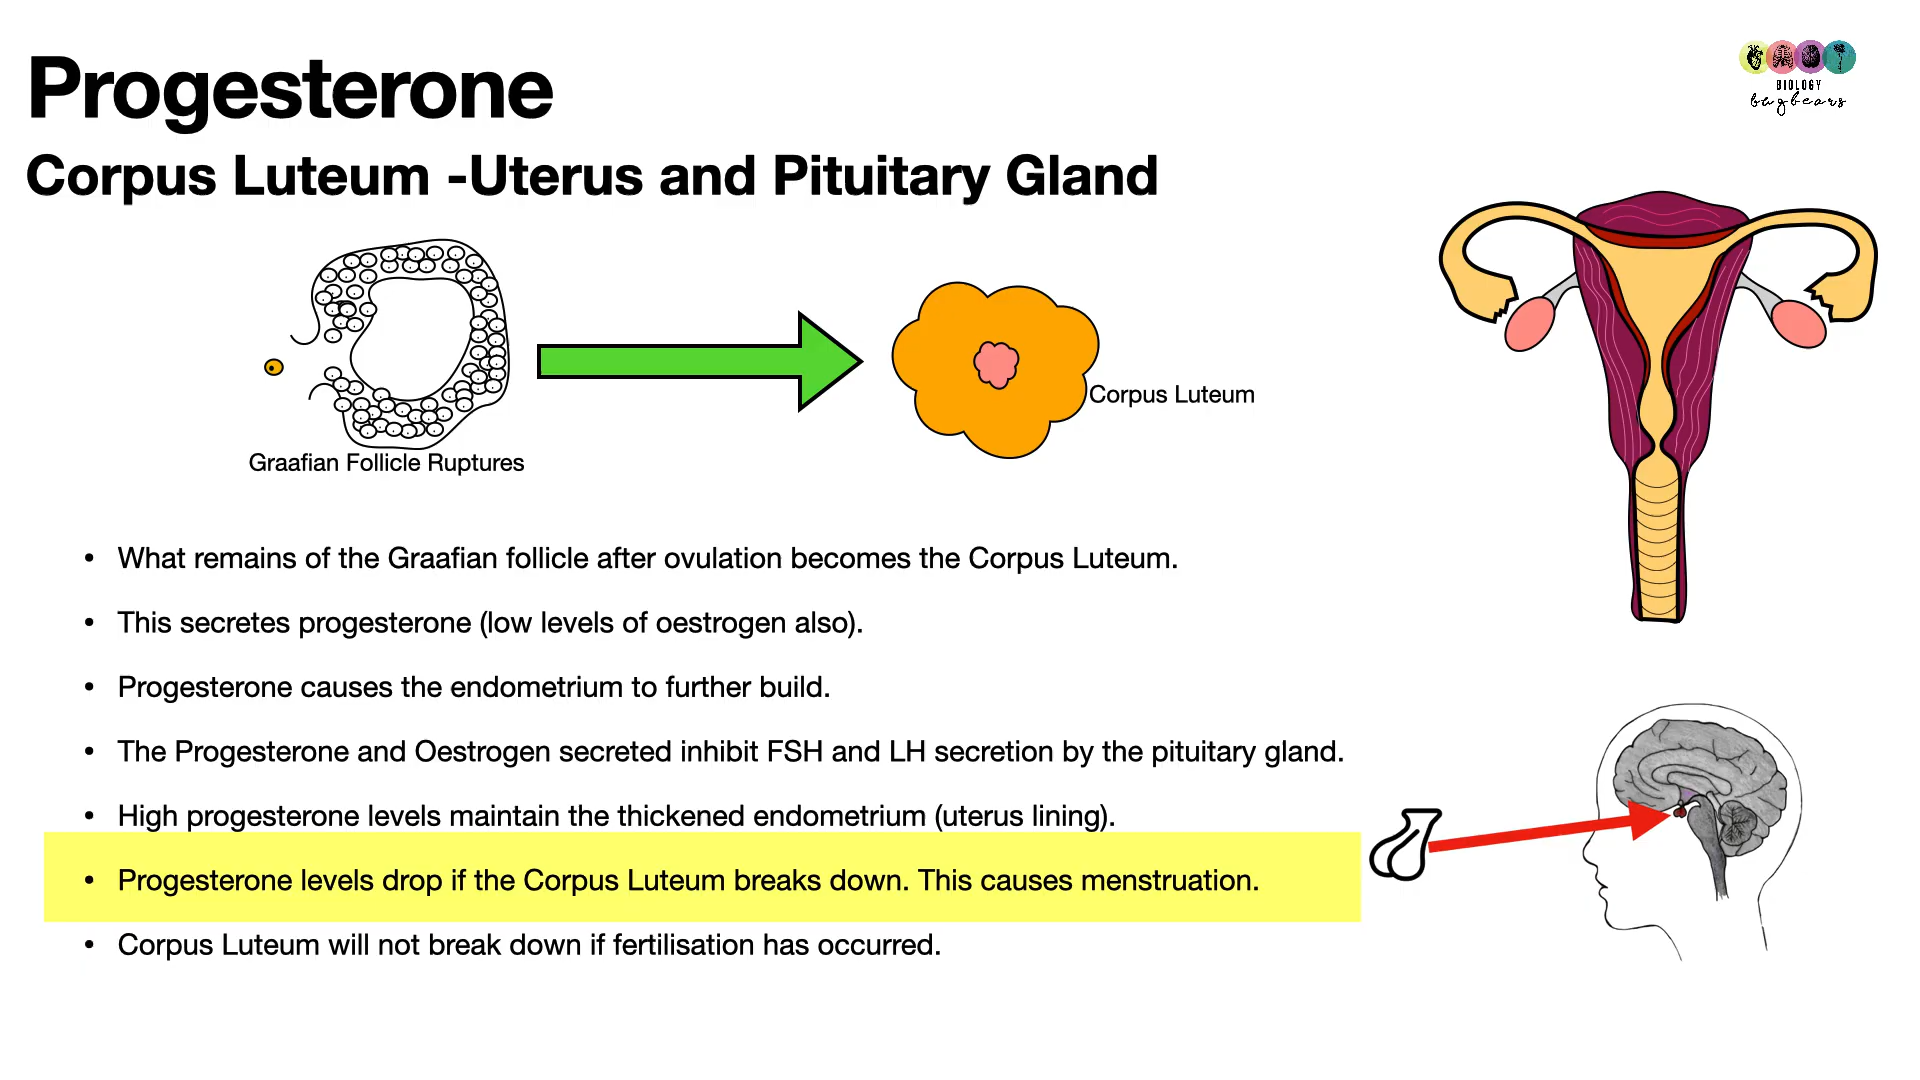 Progesterone
BIOLOGY
bugbears
Corpus Luteum -Uterus and Pituitary Gland
Corpus Luteum
Graafian Follicle Ruptures
• What remains of the Graafian follicle after ovulation becomes the Corpus Luteum.
• This secretes progesterone (low levels of oestrogen also).
• Progesterone causes the endometrium to further build.
• The Progesterone and Oestrogen secreted inhibit FSH and LH secretion by the pituitary gland.
• High progesterone levels maintain the thickened endometrium (uterus lining).
• Progesterone levels drop if the Corpus Luteum breaks down. This causes menstruation.
• Corpus Luteum will not break down if fertilisation has occurred.